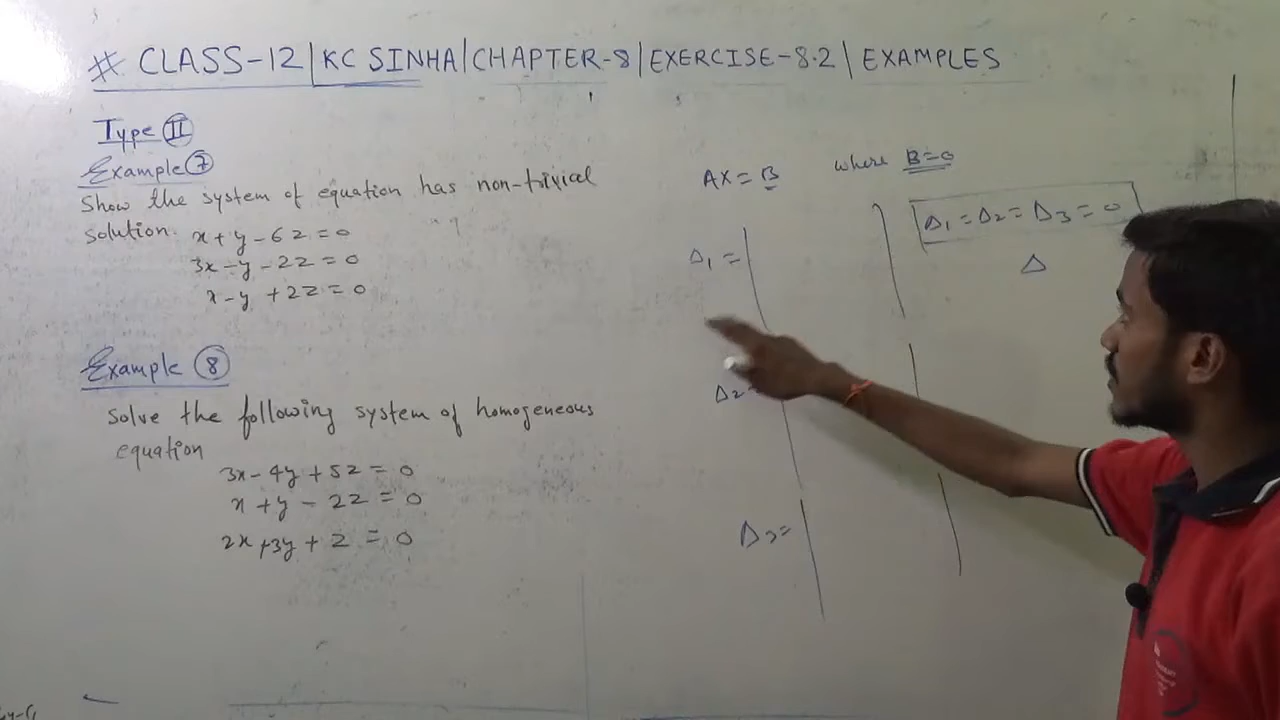 # CLASS-12 | KC SINHA | CHAPTER-8 | EXERCISE-8.2 | EXAMPLES
Type II
Example 7
Show the system of equation has non-trivial
solution.
x + y - 6z = 0
3x - y - 2z = 0
x - y + 2z = 0
Example 8
Solve the following system of homogeneous
equation
3x - 4y + 5z = 0
x + y - 2z = 0
2x + 3y + z = 0
AX = B where B = 0
Δ1 = Δ2 = Δ3 = 0
Δ
Δ1 =
Δ2 =
Δ3 =